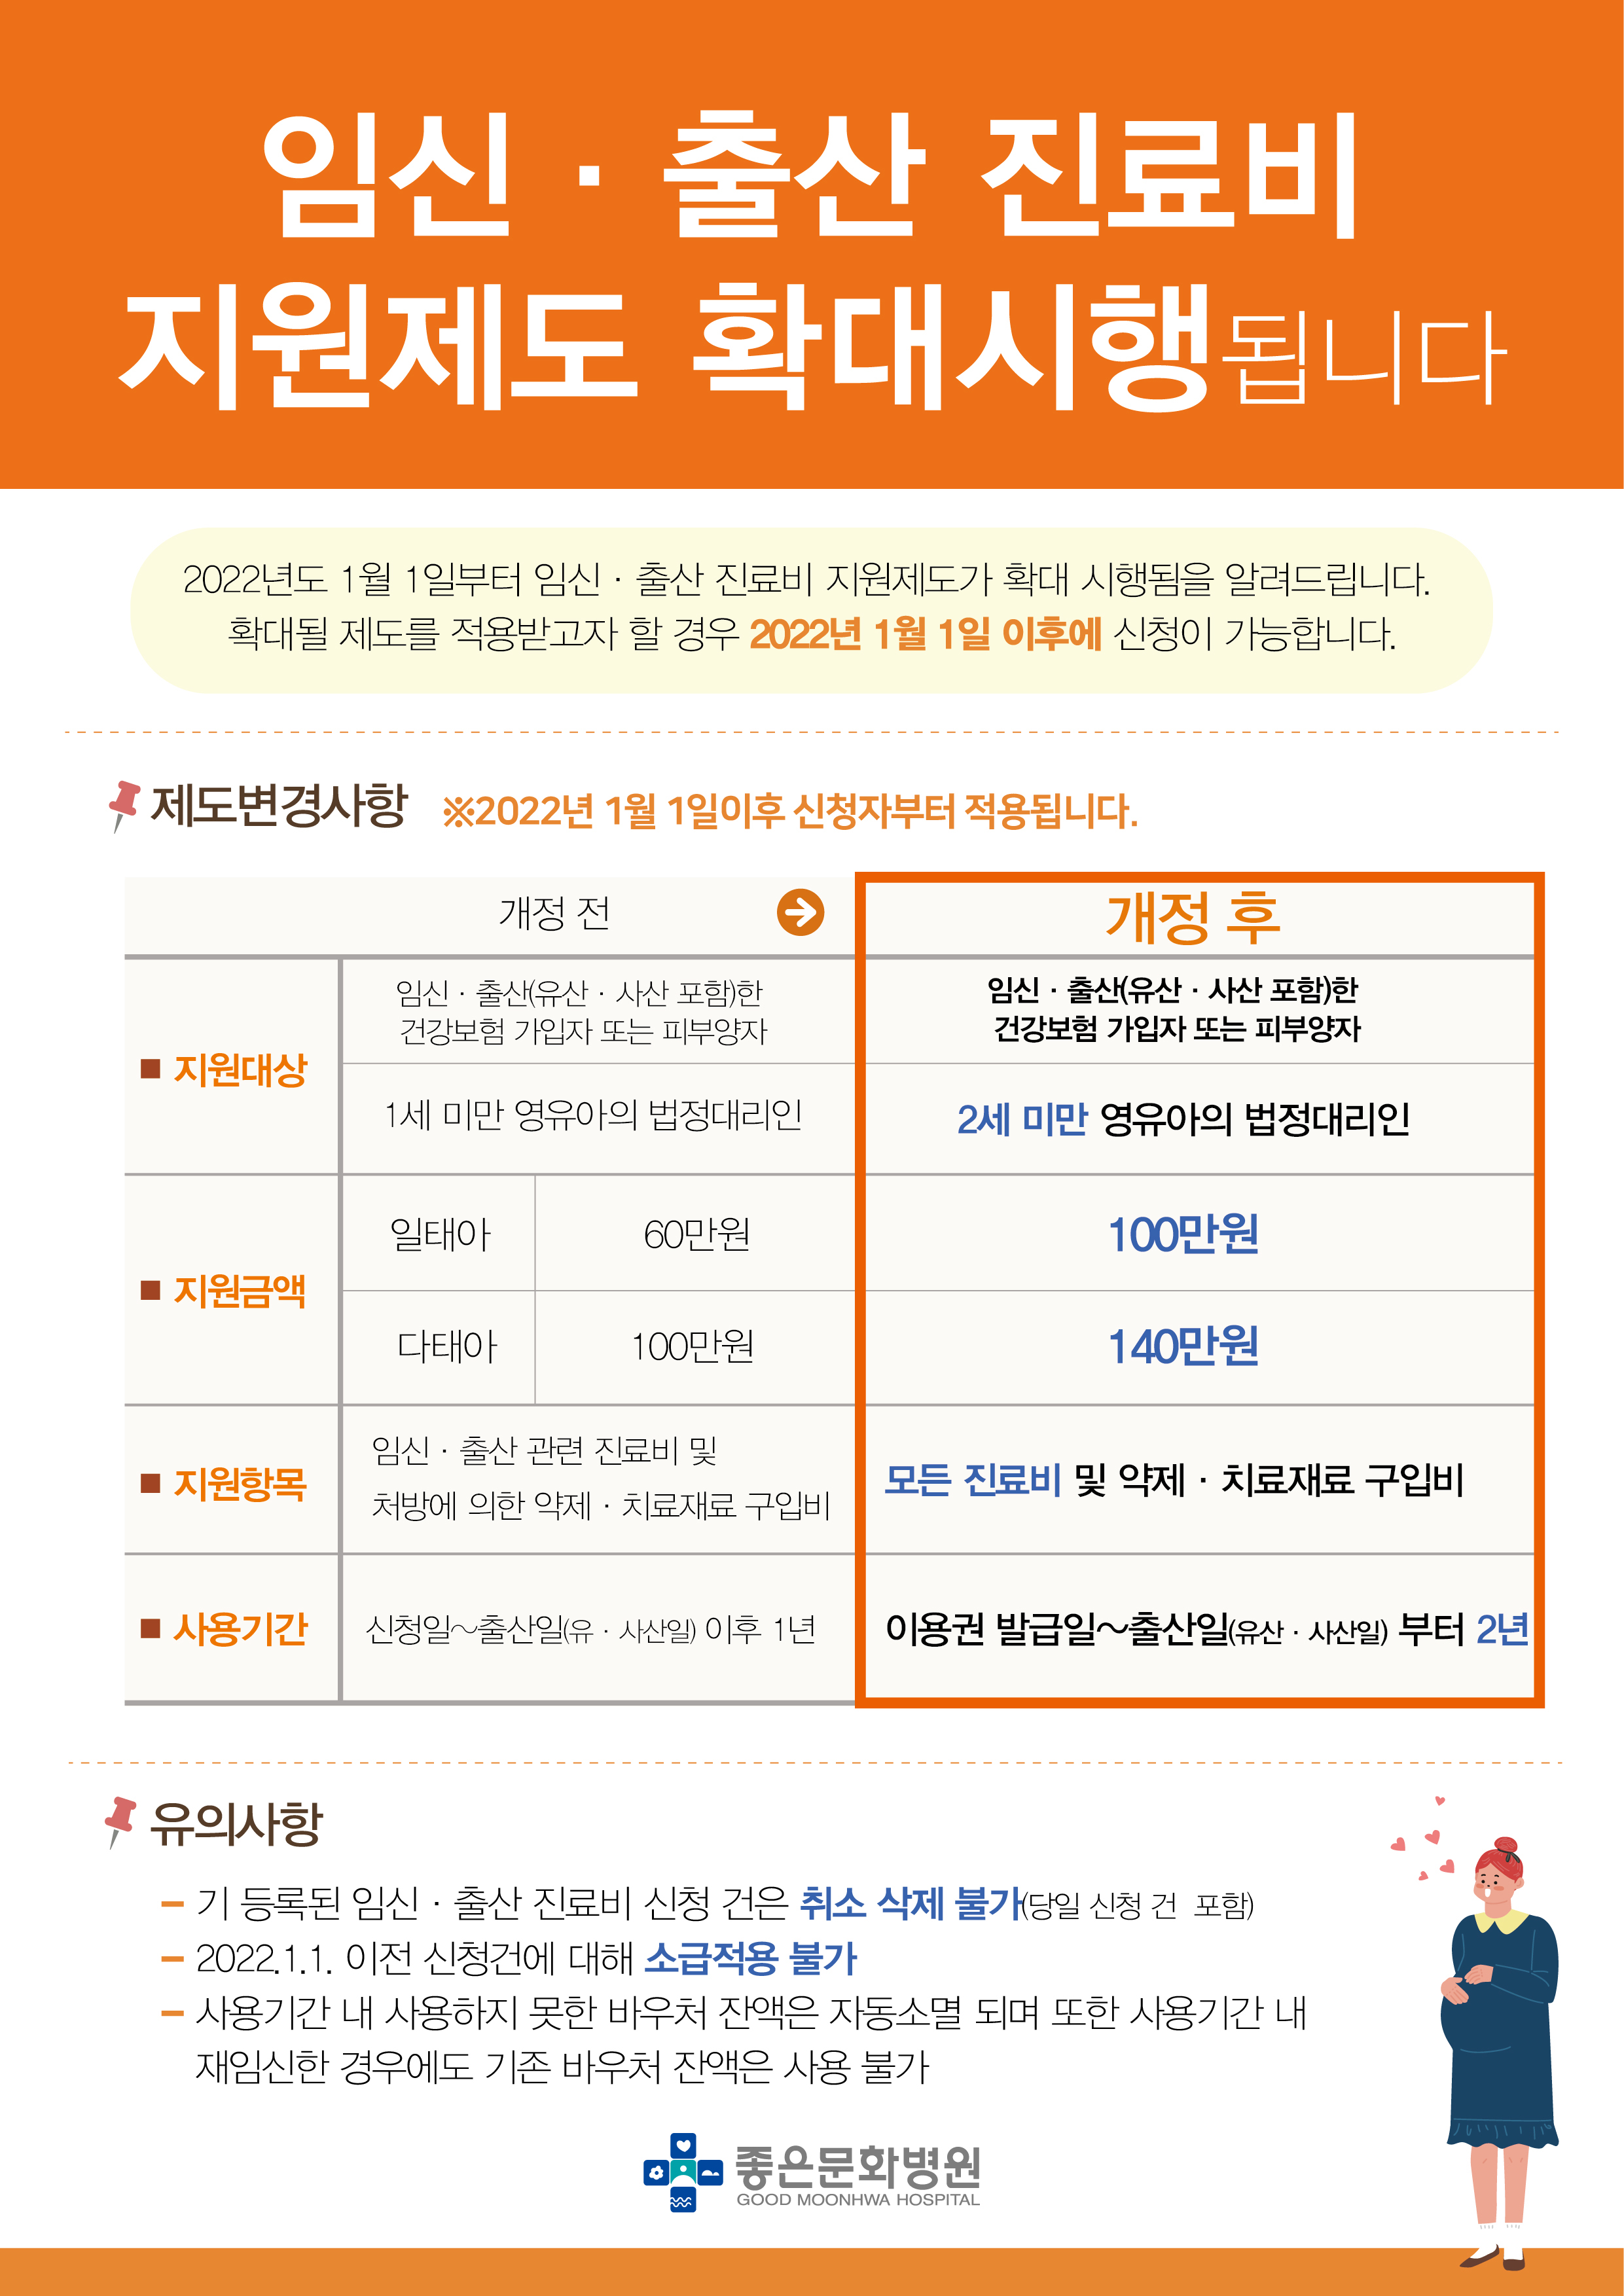 임신 · 출산 진료비
지원제도 확대시행됩니다
2022년도 1월 1일부터 임신 · 출산 진료비 지원제도가 확대 시행됨을 알려드립니다.
확대될 제도를 적용받고자 할 경우 2022년 1월 1일 이후에 신청이 가능합니다.
제도변경사항 ※2022년 1월 1일이후 신청자부터 적용됩니다.
개정 전
개정 후
■ 지원대상
임신 · 출산(유산 · 사산 포함)한
건강보험 가입자 또는 피부양자
임신 · 출산(유산 · 사산 포함)한
건강보험 가입자 또는 피부양자
1세 미만 영유아의 법정대리인
2세 미만 영유아의 법정대리인
■ 지원금액
일태아
60만원
100만원
다태아
100만원
140만원
■ 지원항목
임신 · 출산 관련 진료비 및
처방에 의한 약제 · 치료재료 구입비
모든 진료비 및 약제 · 치료재료 구입비
■ 사용기간
신청일~출산일(유 · 사산일) 이후 1년
이용권 발급일~출산일(유산 · 사산일) 부터 2년
유의사항
– 기 등록된 임신 · 출산 진료비 신청 건은 취소 삭제 불가(당일 신청 건 포함)
– 2022.1.1. 이전 신청건에 대해 소급적용 불가
– 사용기간 내 사용하지 못한 바우처 잔액은 자동소멸 되며 또한 사용기간 내
재임신한 경우에도 기존 바우처 잔액은 사용 불가
좋은문화병원
GOOD MOONHWA HOSPITAL